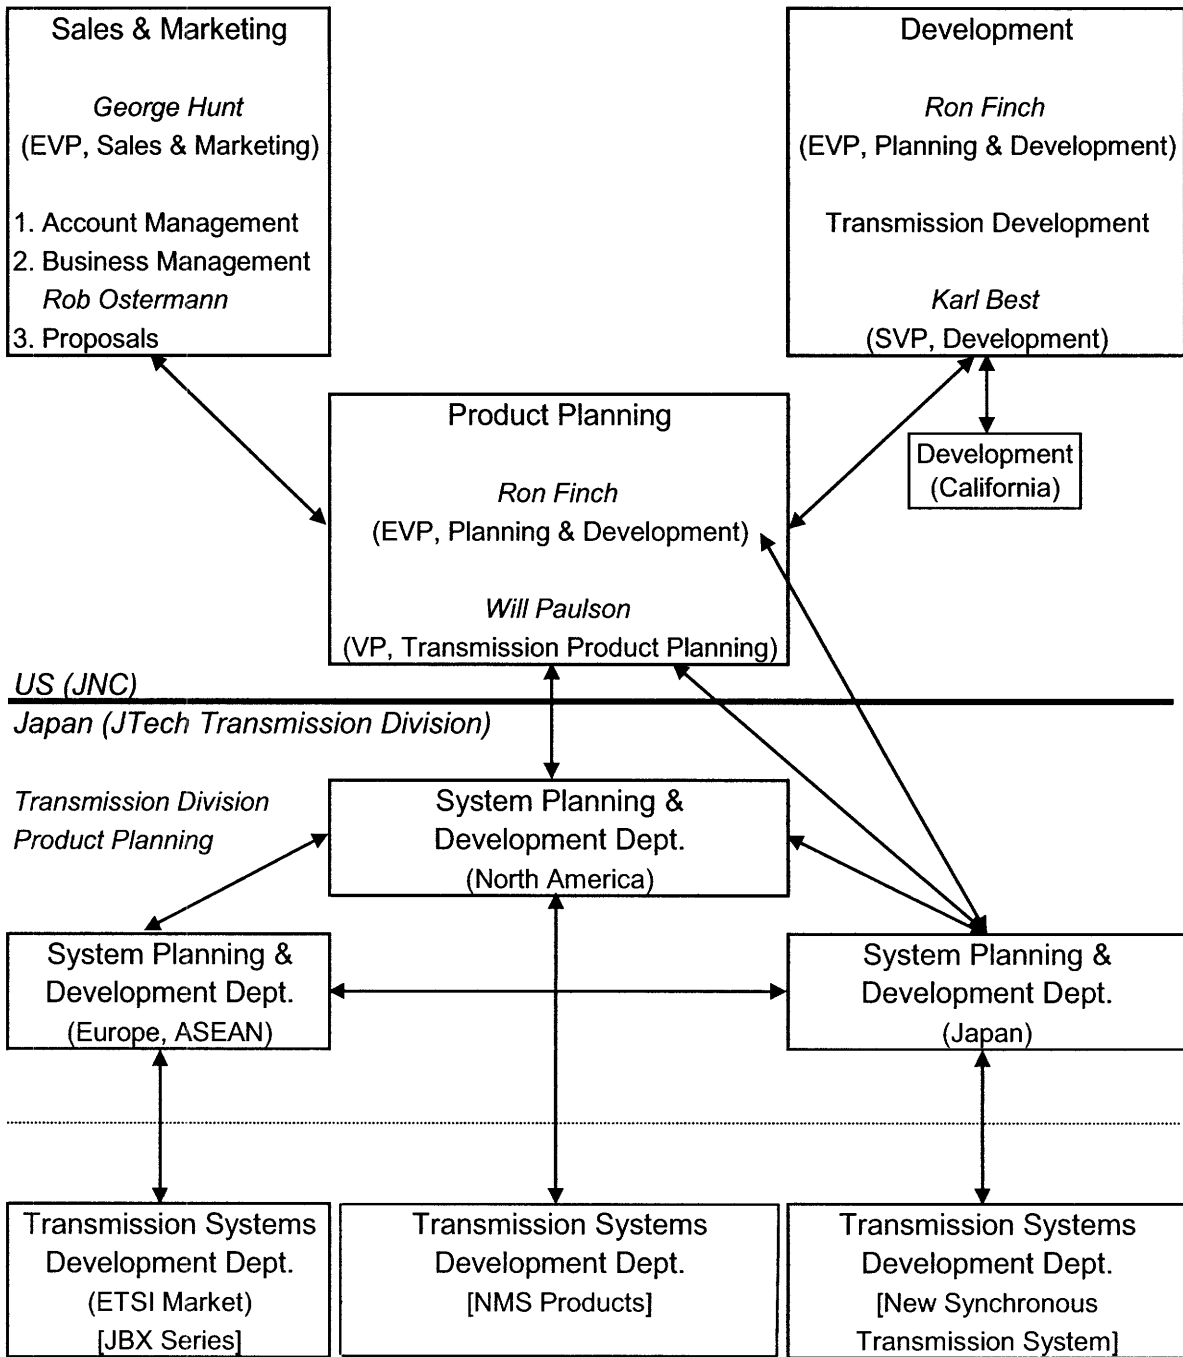 Sales & Marketing
George Hunt
(EVP, Sales & Marketing)
1. Account Management
2. Business Management
Rob Ostermann
3. Proposals
Development
Ron Finch
(EVP, Planning & Development)
Transmission Development
Karl Best
(SVP, Development)
Development
(California)
Product Planning
Ron Finch
(EVP, Planning & Development)
Will Paulson
(VP, Transmission Product Planning)
US (JNC)
Japan (JTech Transmission Division)
Transmission Division
Product Planning
System Planning &
Development Dept.
(North America)
System Planning &
Development Dept.
(Europe, ASEAN)
System Planning &
Development Dept.
(Japan)
Transmission Systems
Development Dept.
(ETSI Market)
[JBX Series]
Transmission Systems
Development Dept.
[NMS Products]
Transmission Systems
Development Dept.
[New Synchronous
Transmission System]